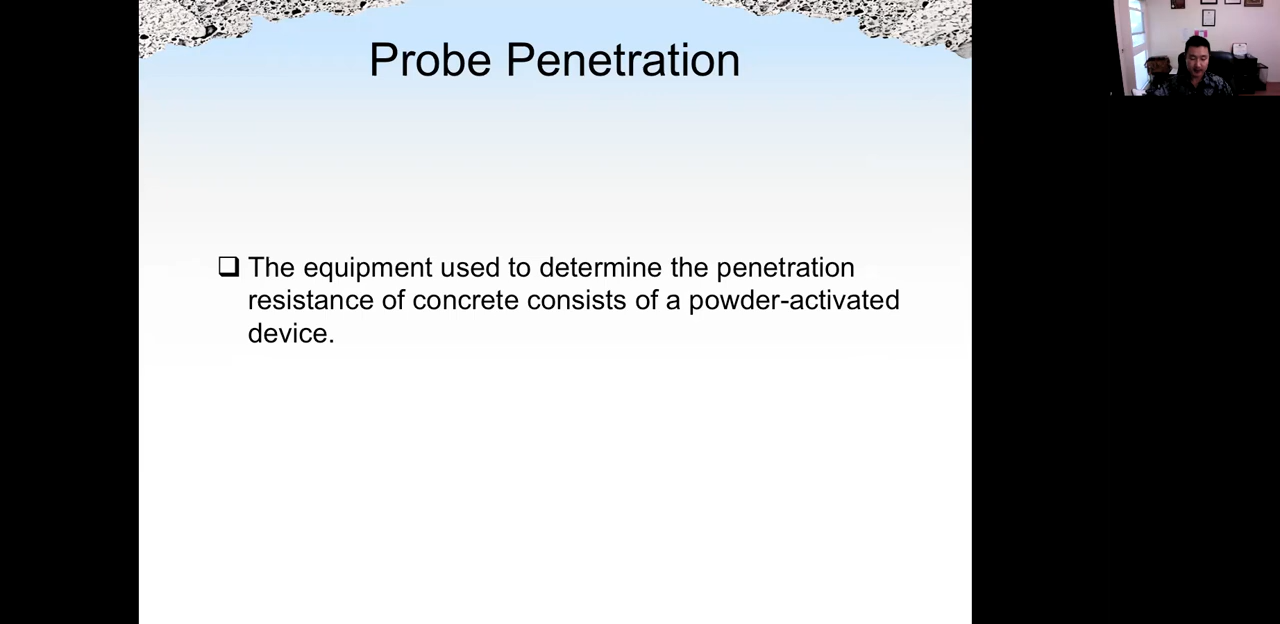 Probe Penetration
❑ The equipment used to determine the penetration
resistance of concrete consists of a powder-activated
device.